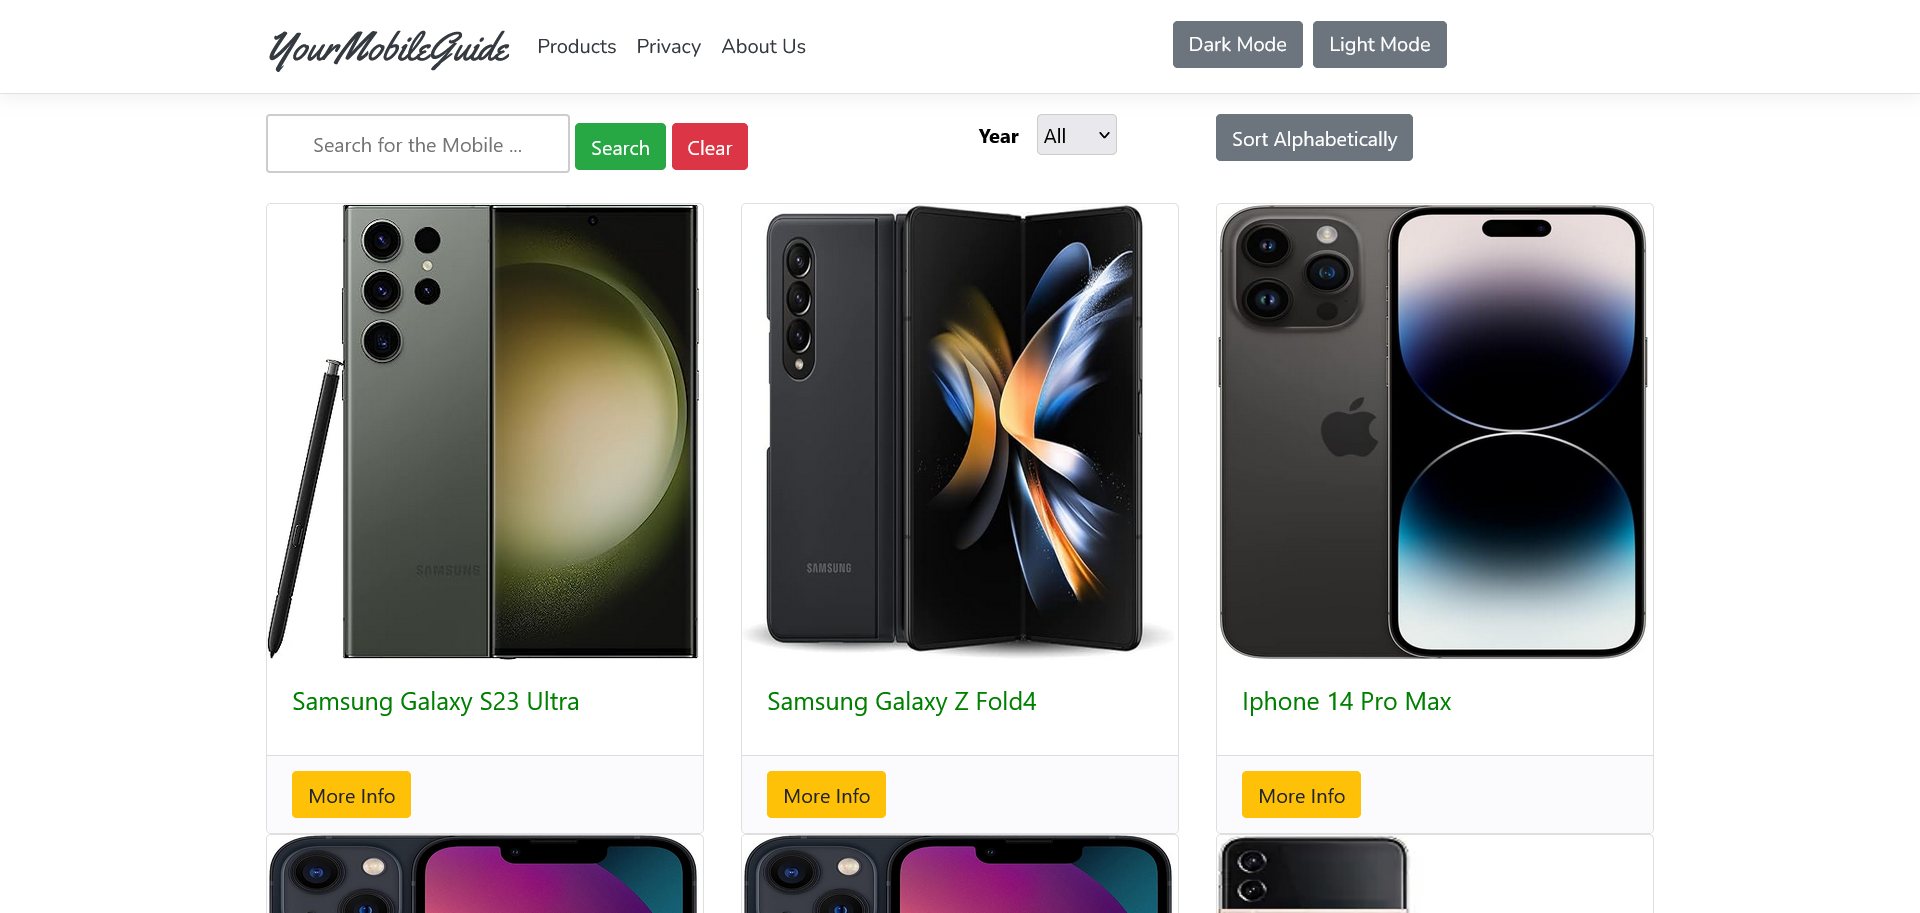 YourMobileGuide Products Privacy About Us Dark Mode Light Mode
Search for the Mobile ... Search Clear Year All Sort Alphabetically
SAMSUNG
SAMSUNG
Samsung Galaxy S23 Ultra
Samsung Galaxy Z Fold4
Iphone 14 Pro Max
More Info
More Info
More Info